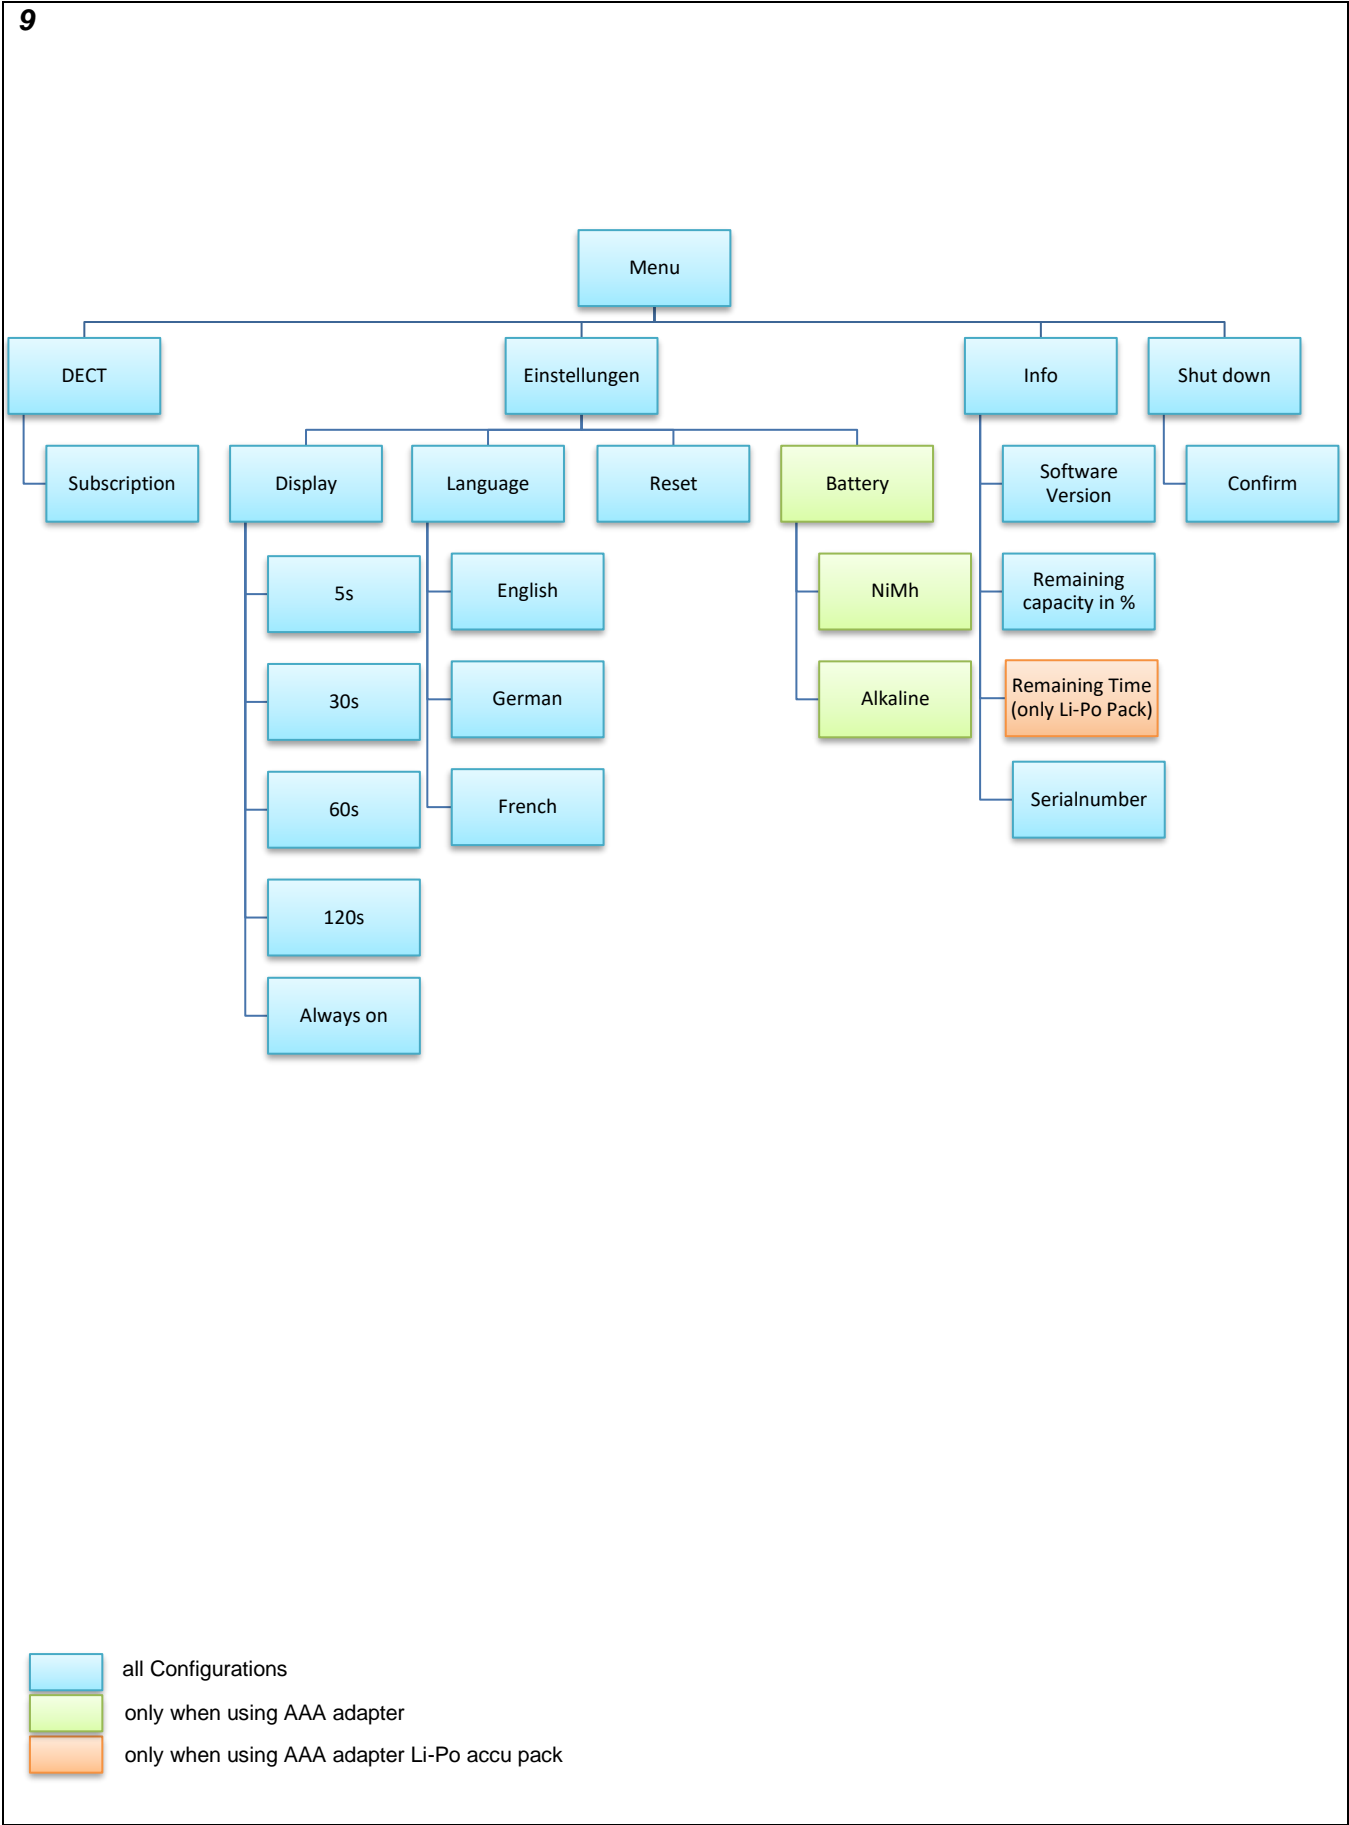 9
Menu
DECT
Einstellungen
Info
Shut down
Subscription
Display
Language
Reset
Battery
Software
Version
Confirm
5s
English
NiMh
Remaining
capacity in %
30s
German
Alkaline
Remaining Time
(only Li-Po Pack)
60s
French
Serialnumber
120s
Always on
all Configurations
only when using AAA adapter
only when using AAA adapter Li-Po accu pack